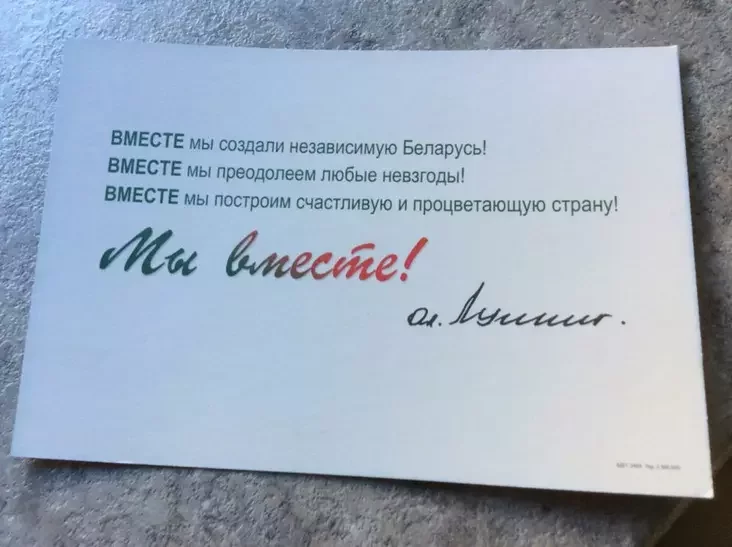 ВМЕСТЕ мы создали независимую Беларусь!
ВМЕСТЕ мы преодолеем любые невзгоды!
ВМЕСТЕ мы построим счастливую и процветающую страну!
Мы вместе!